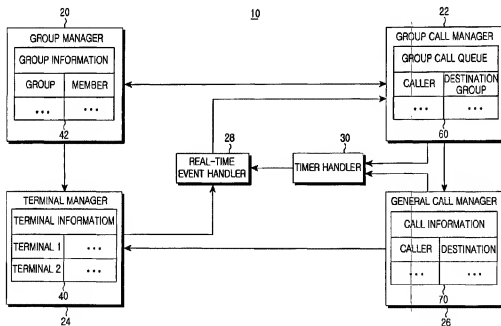 20
10
22
GROUP MANAGER
GROUP INFORMATION
GROUP MEMBER
... ...
42
GROUP CALL MANAGER
GROUP CALL QUEUE
CALLER DESTINATION
GROUP
... ...
60
28
REAL-TIME
EVENT HANDLER
30
TIMER HANDLER
TERMINAL MANAGER
TERMINAL INFORMATIOM
TERMINAL 1 ...
TERMINAL 2 ...
40
24
GENERAL CALL MANAGER
CALL INFORMATION
CALLER DESTINATION
... ...
70
26